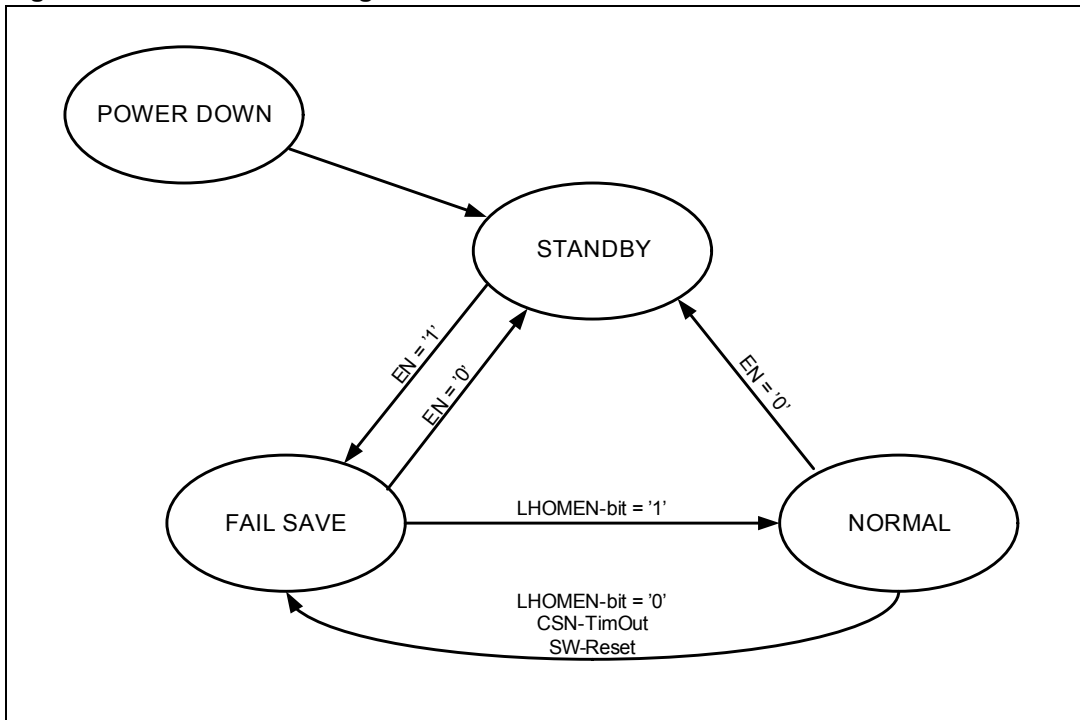 POWER DOWN
STANDBY
EN = '1'
EN = '0'
EN = '0'
FAIL SAVE
LHOMEN-bit = '1'
NORMAL
LHOMEN-bit = '0'
CSN-TimOut
SW-Reset